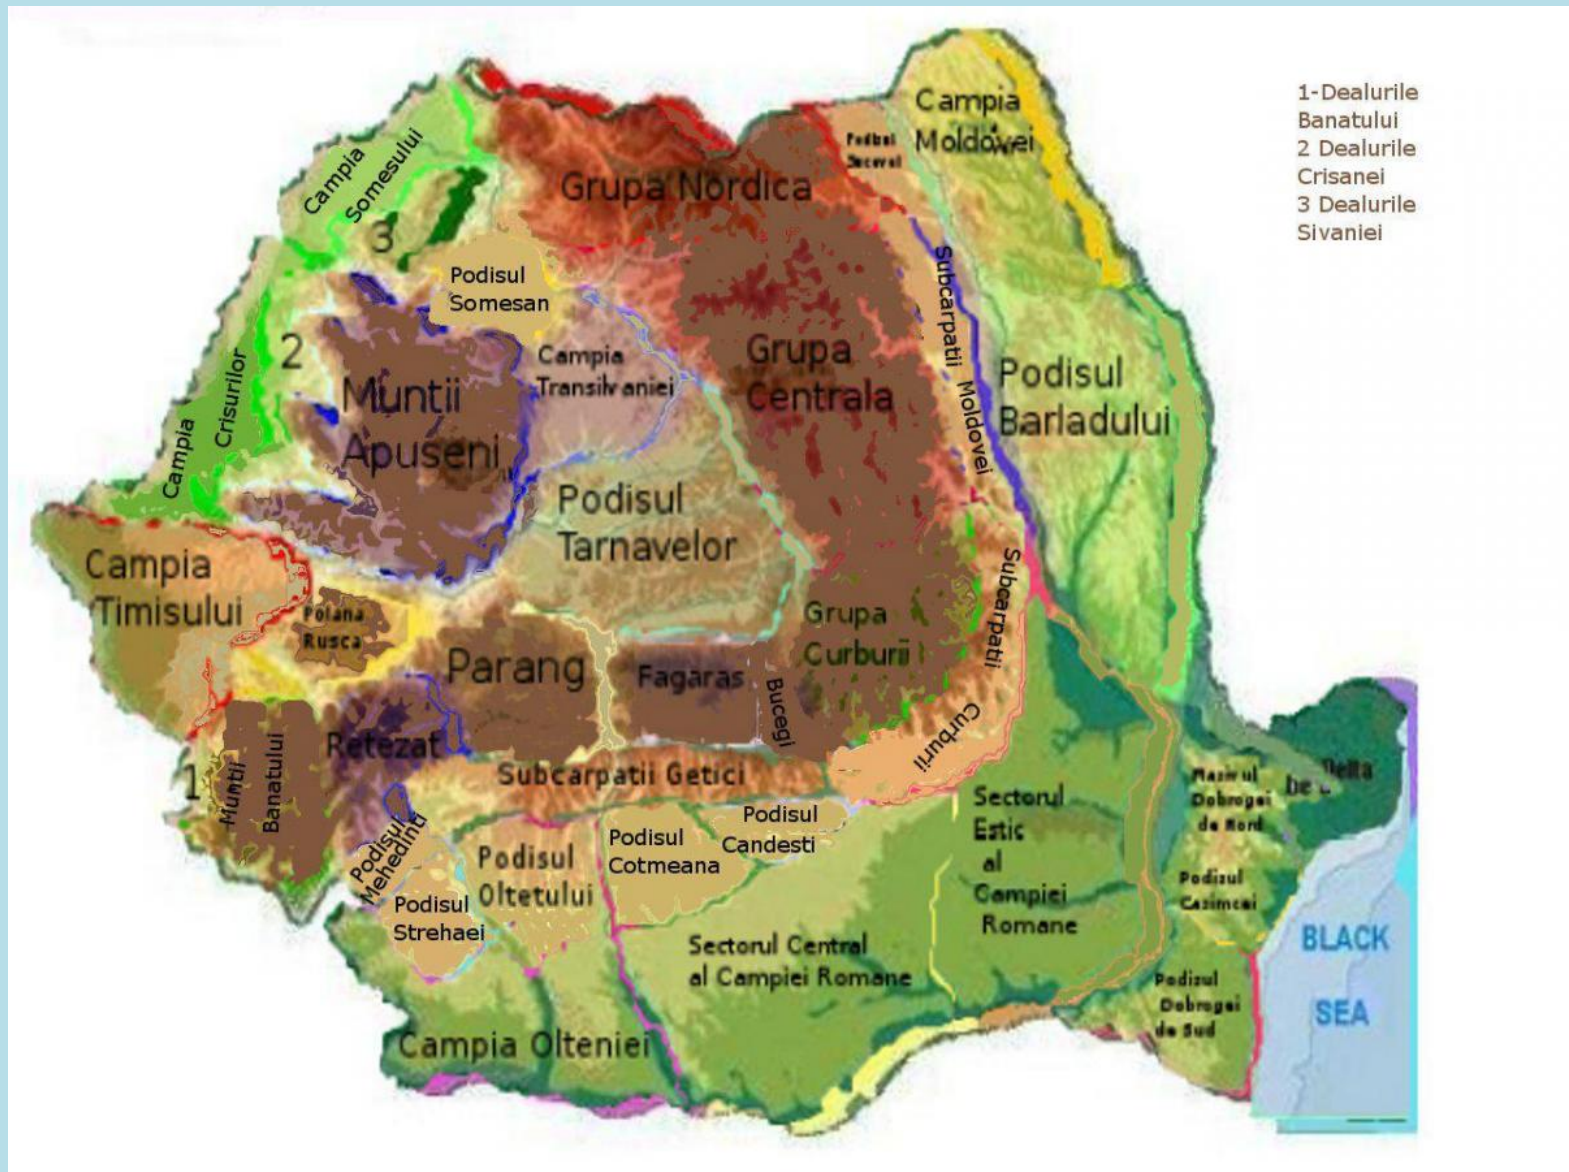 1-Dealurile
Banatului
2 Dealurile
Crisanei
3 Dealurile
Sivaniei
Campia
Moldovei
Campia
Somesului
3
Grupa Nordica
Podisul
Somesan
Subcarpatii Moldovei
2
Campia
Transilvaniei
Grupa
Centrala
Podisul
Barladului
Campia Crisurilor
Muntii
Apuseni
Podisul
Tarnavelor
Campia
Timisului
Poiana
Rusca
Parang
Fagaras
Bucegi
Grupa
Curburii
Subcarpatii
Curburii
1
Muntii
Banatului
Retezat
Subcarpatii Getici
Podisul
Mehedinti
Podisul
Strehaei
Podisul
Oltetului
Podisul
Cotmeana
Podisul
Candesti
Sectorul
Estic
al
Campiei
Romane
Sectorul Central
al Campiei Romane
Campia Olteniei
Delta
Dobrogei
de Nord
Podisul
Podisul
Dobrogei
de Sud
BLACK
SEA